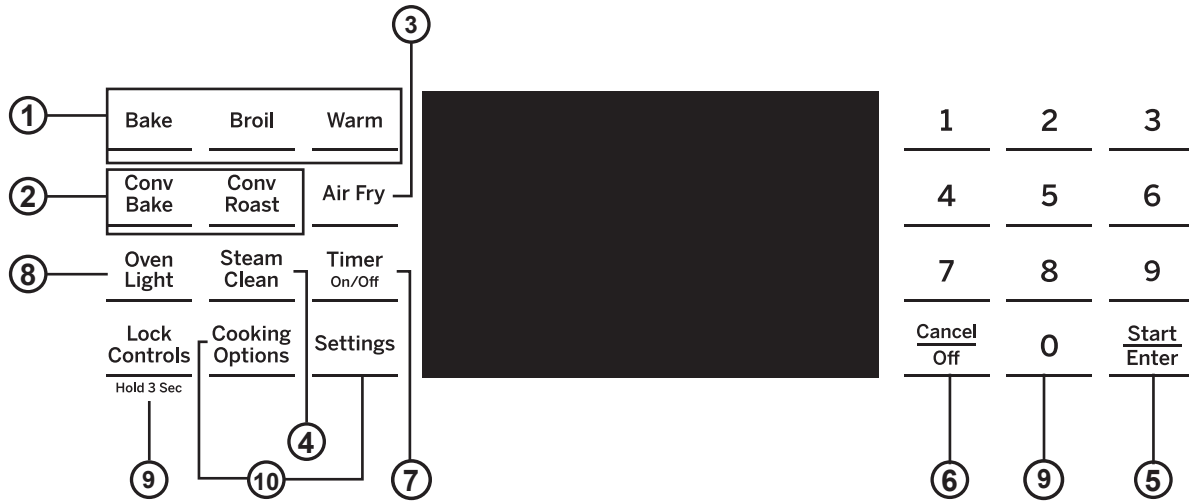 3
1 Bake Broil Warm 1 2 3
2 Conv Bake Conv Roast Air Fry 4 5 6
8 Oven Light Steam Clean Timer On/Off 7 8 9
Lock Controls Hold 3 Sec Cooking Options Settings Cancel Off 0 Start Enter
4
9 10 7 6 9 5